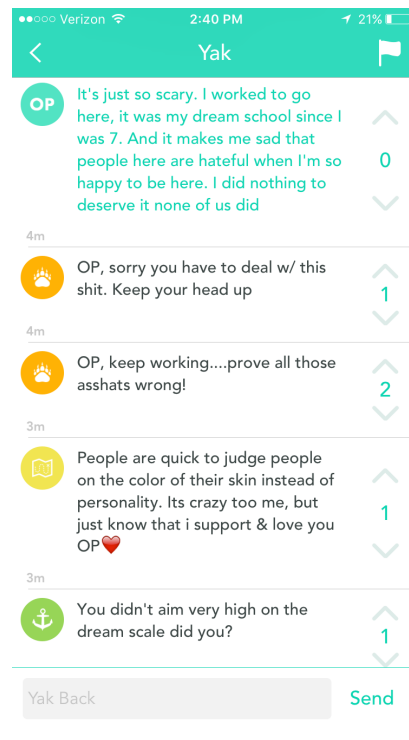 Verizon 2:40 PM 21%
Yak
OP
It's just so scary. I worked to go
here, it was my dream school since I
was 7. And it makes me sad that
people here are hateful when I'm so
happy to be here. I did nothing to
deserve it none of us did
0
4m
OP, sorry you have to deal w/ this
shit. Keep your head up
1
4m
OP, keep working....prove all those
asshats wrong!
2
3m
People are quick to judge people
on the color of their skin instead of
personality. Its crazy too me, but
just know that i support & love you
OP❤️
1
3m
You didn't aim very high on the
dream scale did you?
1
Yak Back
Send